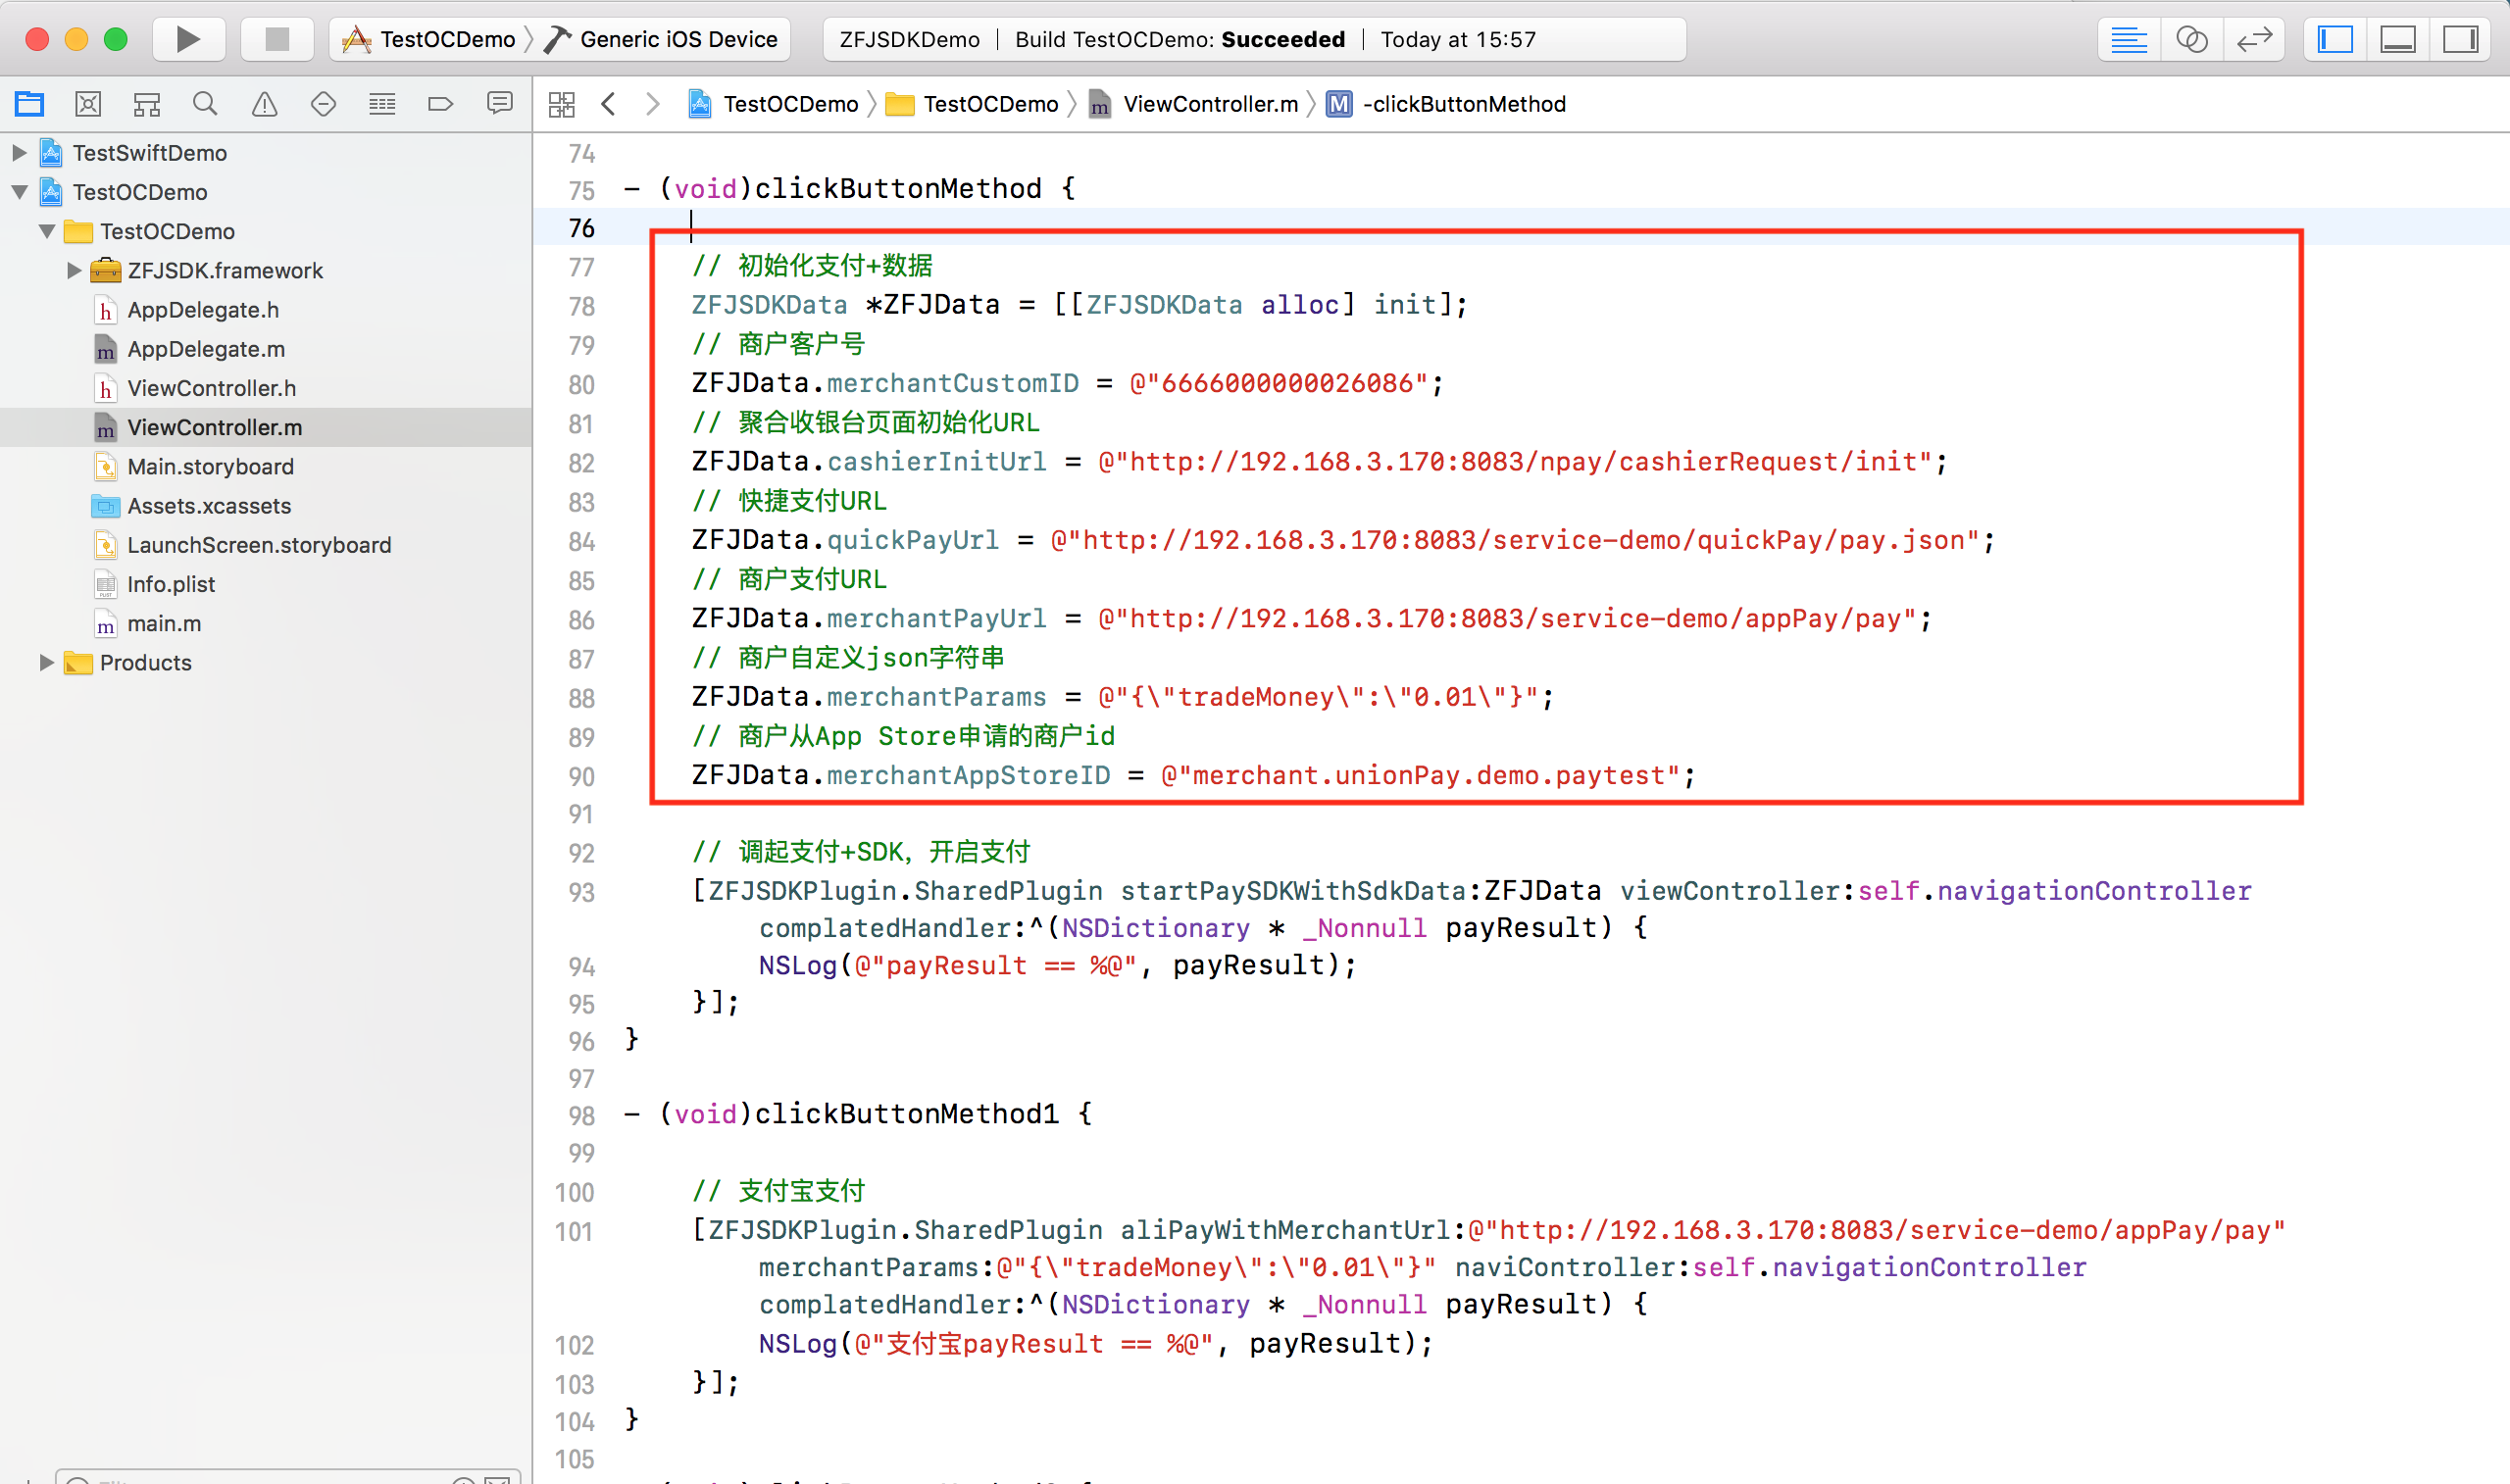 TestOCDemo
Generic iOS Device
ZFJSDKDemo | Build TestOCDemo: Succeeded | Today at 15:57
TestOCDemo
TestOCDemo
ViewController.m
M
-clickButtonMethod
TestSwiftDemo
TestOCDemo
TestOCDemo
ZFJSDK.framework
h AppDelegate.h
m AppDelegate.m
h ViewController.h
m ViewController.m
Main.storyboard
Assets.xcassets
LaunchScreen.storyboard
Info.plist
m main.m
Products
74
75 - (void)clickButtonMethod {
76
77 // 初始化支付+数据
78 ZFJSDKData *ZFJData = [[ZFJSDKData alloc] init];
79 // 商户客户号
80 ZFJData.merchantCustomID = @"6666000000026086";
81 // 聚合收银台页面初始化URL
82 ZFJData.cashierInitUrl = @"http://192.168.3.170:8083/npay/cashierRequest/init";
83 // 快捷支付URL
84 ZFJData.quickPayUrl = @"http://192.168.3.170:8083/service-demo/quickPay/pay.json";
85 // 商户支付URL
86 ZFJData.merchantPayUrl = @"http://192.168.3.170:8083/service-demo/appPay/pay";
87 // 商户自定义json字符串
88 ZFJData.merchantParams = @"{\"tradeMoney\":\"0.01\"}";
89 // 商户从App Store申请的商户id
90 ZFJData.merchantAppStoreID = @"merchant.unionPay.demo.paytest";
91
92 // 调起支付+SDK，开启支付
93 [ZFJSDKPlugin.SharedPlugin startPaySDKWithSdkData:ZFJData viewController:self.navigationController
complatedHandler:^(NSDictionary * _Nonnull payResult) {
94 NSLog(@"payResult == %@", payResult);
95 }];
96 }
97
98 - (void)clickButtonMethod1 {
99
100 // 支付宝支付
101 [ZFJSDKPlugin.SharedPlugin aliPayWithMerchantUrl:@"http://192.168.3.170:8083/service-demo/appPay/pay"
merchantParams:@"{\"tradeMoney\":\"0.01\"}" naviController:self.navigationController
complatedHandler:^(NSDictionary * _Nonnull payResult) {
102 NSLog(@"支付宝payResult == %@", payResult);
103 }];
104 }
105